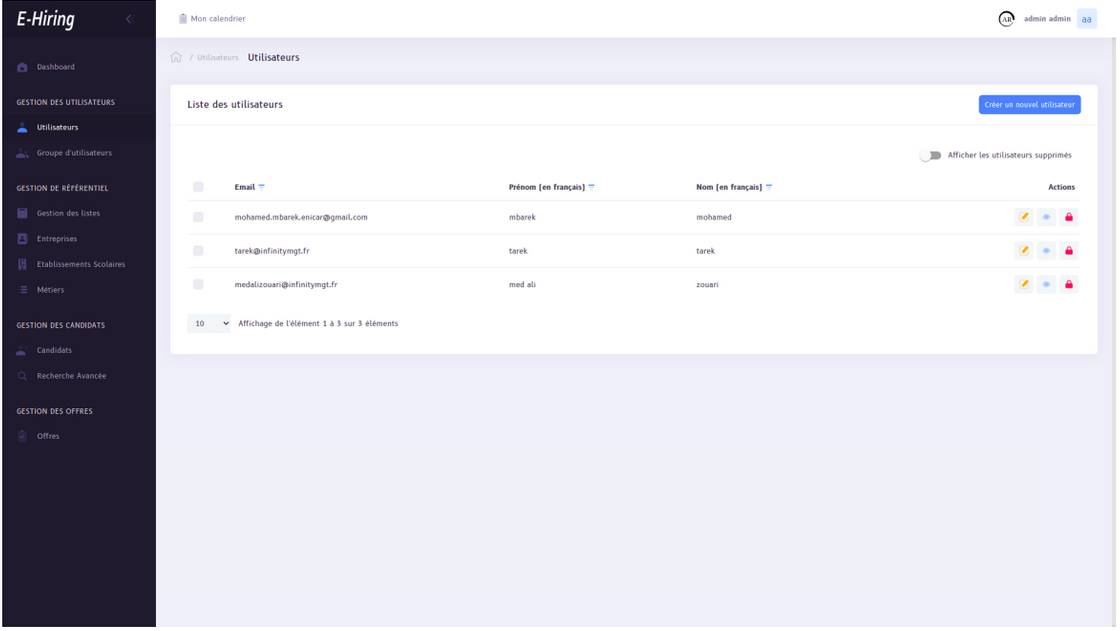 E-Hiring
Mon calendrier
AR
admin admin
aa
Dashboard
GESTION DES UTILISATEURS
Utilisateurs
Groupe d'utilisateurs
GESTION DE RÉFÉRENTIEL
Gestion des listes
Entreprises
Etablissements Scolaires
Métiers
GESTION DES CANDIDATS
Candidats
Recherche Avancée
GESTION DES OFFRES
Offres
/ Utilisateurs Utilisateurs
Liste des utilisateurs
Créer un nouvel utilisateur
Afficher les utilisateurs supprimés
Email Prénom (en français) Nom (en français) Actions
mohamed.mbarek.enicar@gmail.com mbarek mohamed
tarek@infinitymgt.fr tarek tarek
medalizouari@infinitymgt.fr med ali zouari
10 Affichage de l'élément 1 à 3 sur 3 éléments